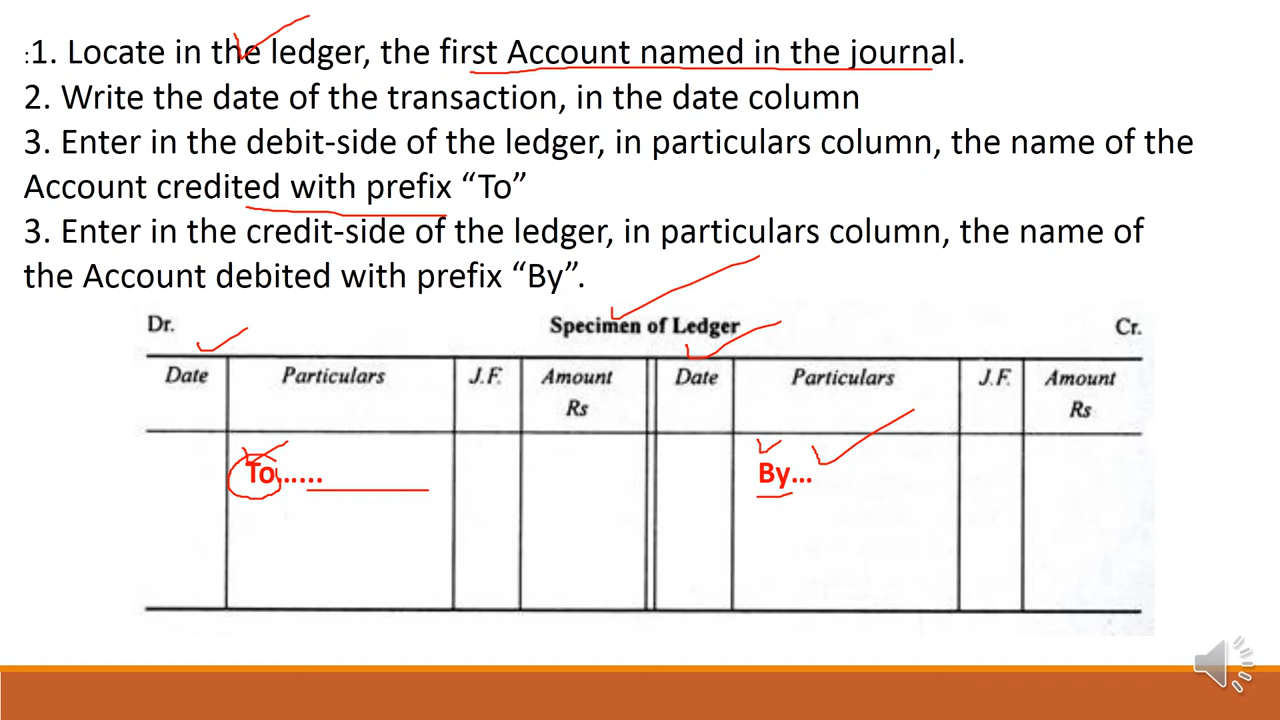 :1. Locate in the ledger, the first Account named in the journal.
2. Write the date of the transaction, in the date column
3. Enter in the debit-side of the ledger, in particulars column, the name of the
Account credited with prefix “To”
3. Enter in the credit-side of the ledger, in particulars column, the name of
the Account debited with prefix “By”.
Dr. Specimen of Ledger Cr.
Date Particulars J.F. Amount Rs Date Particulars J.F. Amount Rs
To...... By...